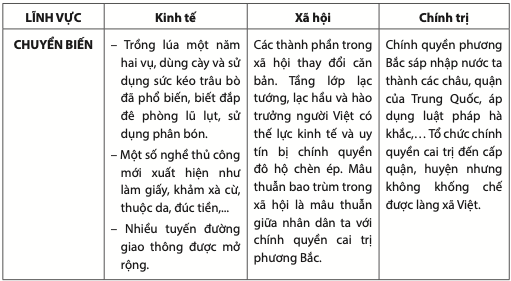 LĨNH VỰC
Kinh tế
Xã hội
Chính trị
CHUYỂN BIẾN
– Trồng lúa một năm
hai vụ, dùng cày và sử
dụng sức kéo trâu bò
đã phổ biến, biết đắp
đê phòng lũ lụt, sử
dụng phân bón.
– Một số nghề thủ công
mới xuất hiện như
làm giấy, khảm xà cừ,
thuộc da, đúc tiền,...
– Nhiều tuyến đường
giao thông được mở
rộng.
Các thành phần trong
xã hội thay đổi căn
bản. Tầng lớp lạc
tướng, lạc hầu và hào
trưởng người Việt có
thế lực kinh tế và uy
tín bị chính quyền
đô hộ chèn ép. Mâu
thuẫn bao trùm trong
xã hội là mâu thuẫn
giữa nhân dân ta với
chính quyền cai trị
phương Bắc.
Chính quyền phương
Bắc sáp nhập nước ta
thành các châu, quận
của Trung Quốc, áp
dụng luật pháp hà
khắc,… Tổ chức chính
quyền cai trị đến cấp
quận, huyện nhưng
không khống chế
được làng xã Việt.